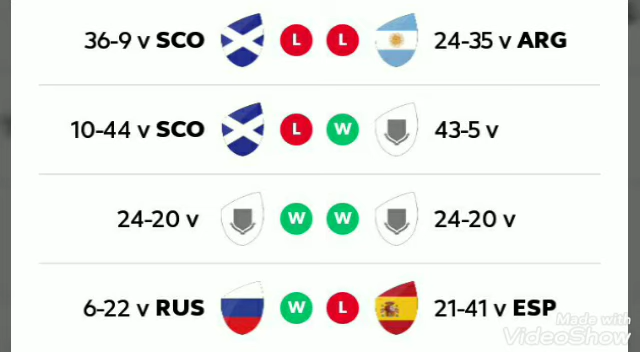 36-9 v SCO L L 24-35 v ARG
10-44 v SCO L W 43-5 v
24-20 v W W 24-20 v
6-22 v RUS W L 21-41 v ESP
Made with
VideoShow